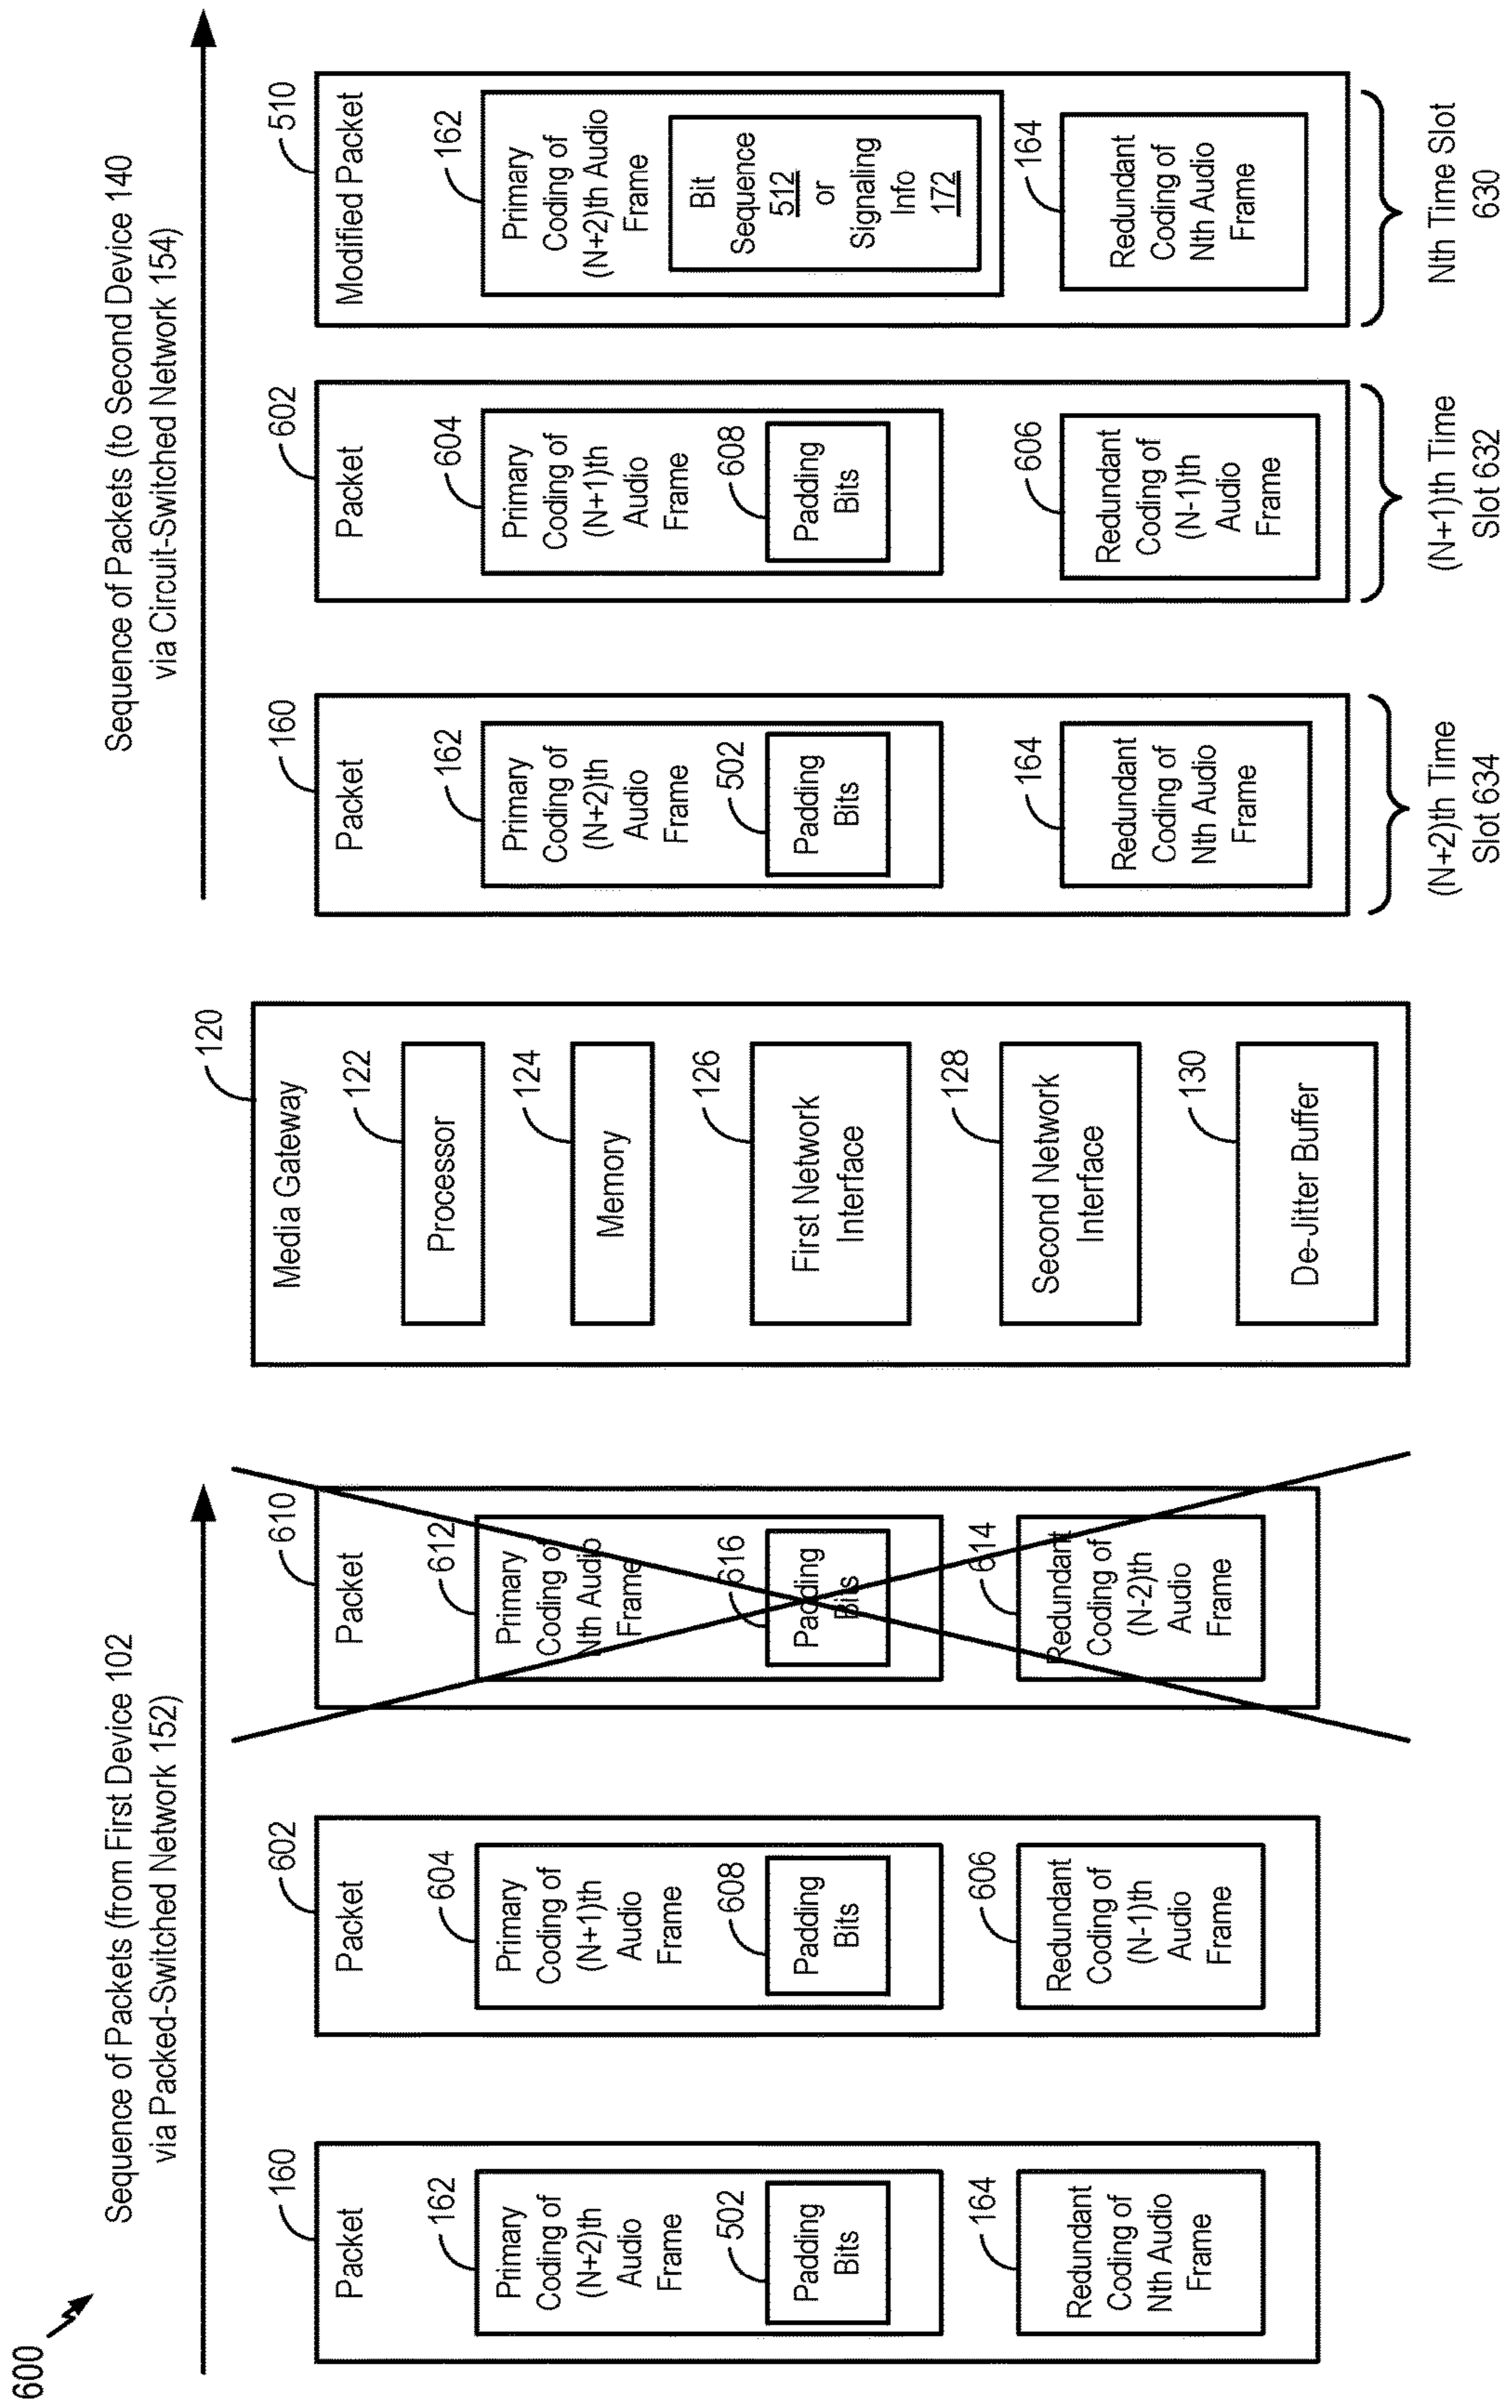 600
Sequence of Packets (from First Device 102
via Packed-Switched Network 152)
160
Packet
162
Primary
Coding of
(N+2)th
Audio
Frame
502
Padding
Bits
164
Redundant
Coding of
Nth Audio
Frame
602
Packet
604
Primary
Coding of
(N+1)th
Audio
Frame
608
Padding
Bits
606
Redundant
Coding of
(N-1)th
Audio
Frame
610
Packet
612
Primary
Coding of
Nth Audio
Frame
616
Padding
Bits
614
Redundant
Coding of
(N-2)th
Audio
Frame
120
Media Gateway
122
Processor
124
Memory
126
First Network
Interface
128
Second Network
Interface
130
De-Jitter Buffer
Sequence of Packets (to Second Device 140
via Circuit-Switched Network 154)
160
Packet
162
Primary
Coding of
(N+2)th
Audio
Frame
502
Padding
Bits
164
Redundant
Coding of
Nth Audio
Frame
(N+2)th Time
Slot 634
602
Packet
604
Primary
Coding of
(N+1)th
Audio
Frame
608
Padding
Bits
606
Redundant
Coding of
(N-1)th
Audio
Frame
(N+1)th Time
Slot 632
510
Modified Packet
162
Primary
Coding of
(N+2)th Audio
Frame
Bit
Sequence
512
or
Signaling
Info
172
164
Redundant
Coding of
Nth Audio
Frame
Nth Time Slot
630